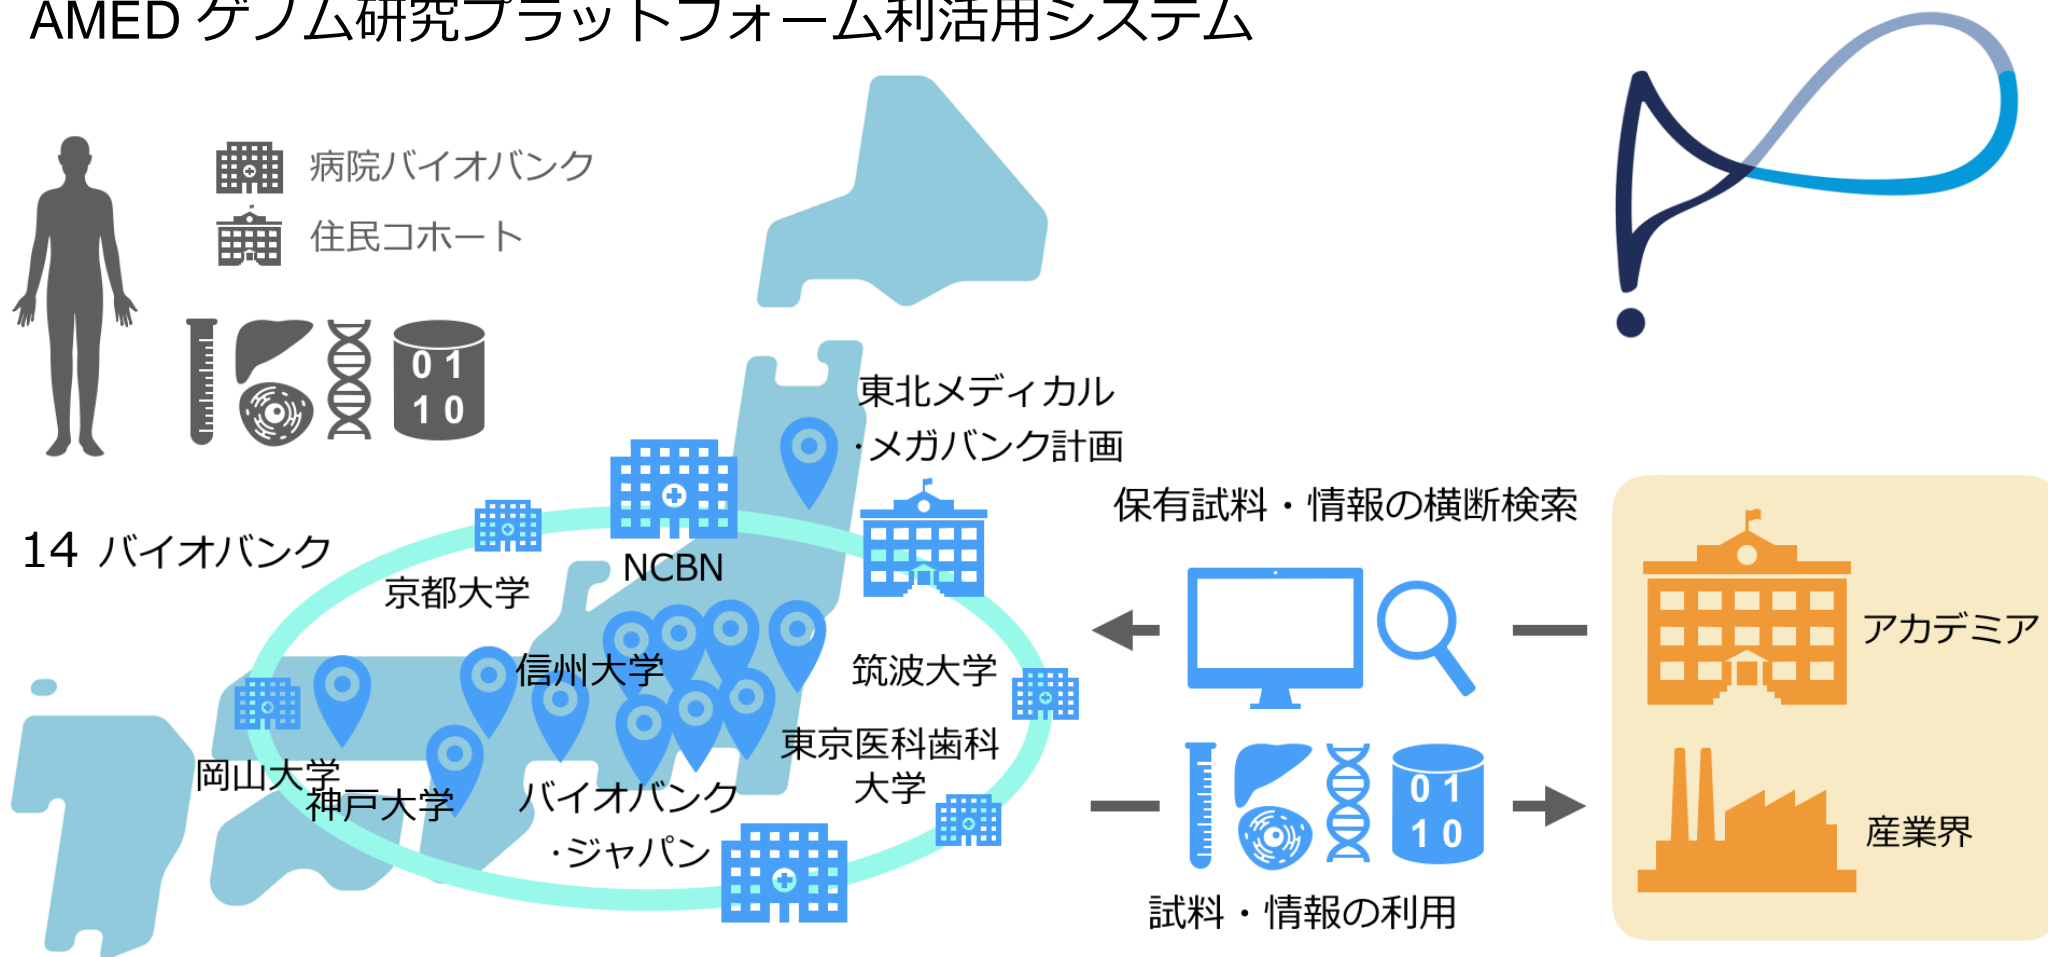 AMED ゲノム研究プラットフォーム利活用システム
病院バイオバンク
住民コホート
0 1
1 0
東北メディカル
・メガバンク計画
14 バイオバンク
京都大学
NCBN
信州大学
筑波大学
東京医科歯科
大学
岡山大学
神戸大学
バイオバンク
・ジャパン
保有試料・情報の横断検索
0 1
1 0
試料・情報の利用
アカデミア
産業界